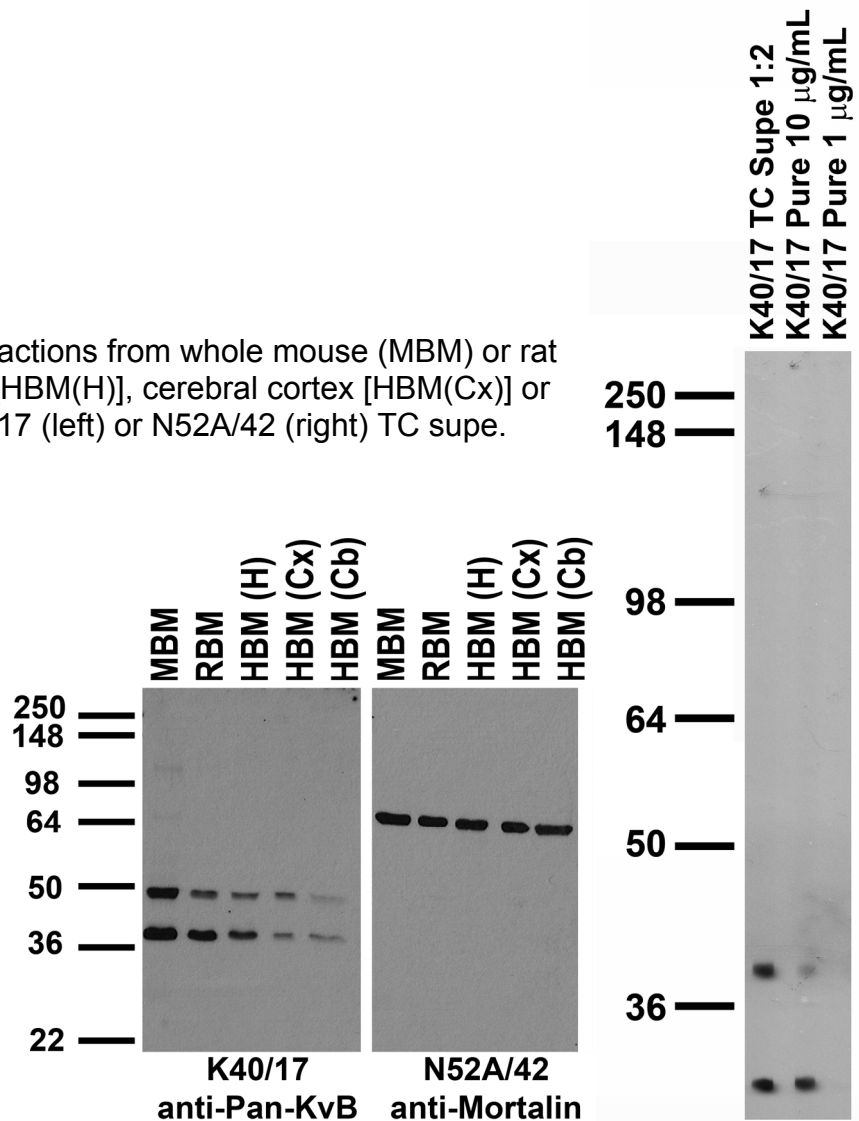 K40/17 TC Supe 1:2
K40/17 Pure 10 µg/mL
K40/17 Pure 1 µg/mL
actions from whole mouse (MBM) or rat
HBM(H)], cerebral cortex [HBM(Cx)] or
17 (left) or N52A/42 (right) TC supe.
250
148
98
64
50
36
MBM
RBM
HBM (H)
HBM (Cx)
HBM (Cb)
MBM
RBM
HBM (H)
HBM (Cx)
HBM (Cb)
250
148
98
64
50
36
22
K40/17
anti-Pan-KvB
N52A/42
anti-Mortalin